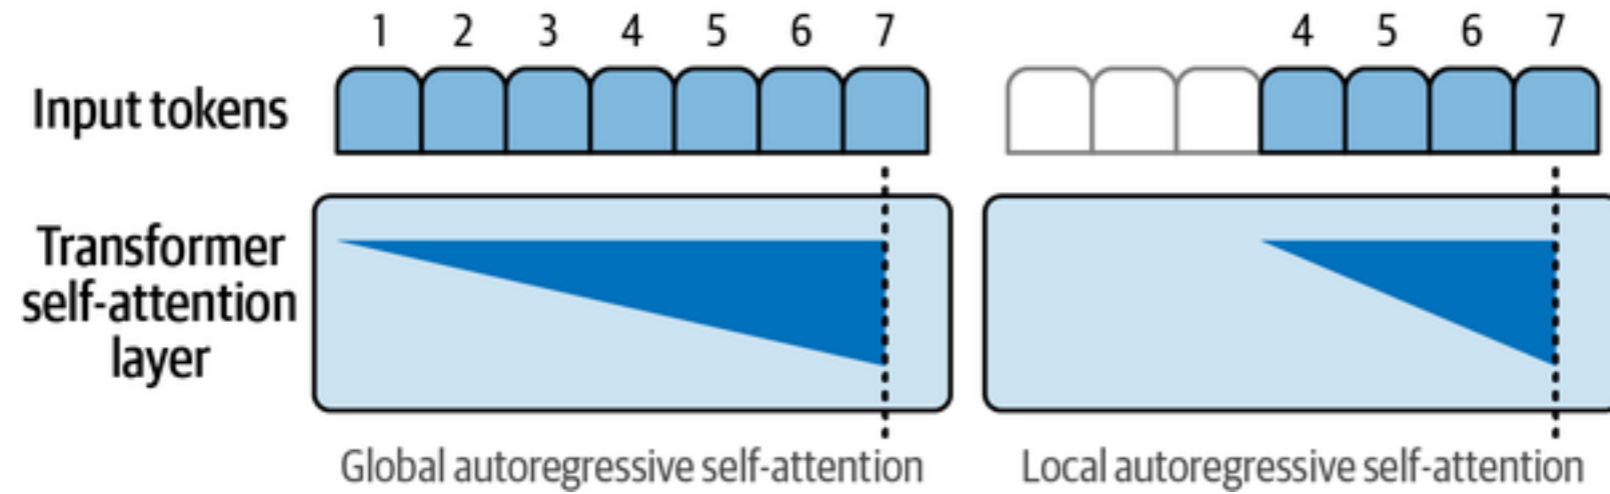 1 2 3 4 5 6 7
4 5 6 7
Input tokens
Transformer
self-attention
layer
Global autoregressive self-attention
Local autoregressive self-attention